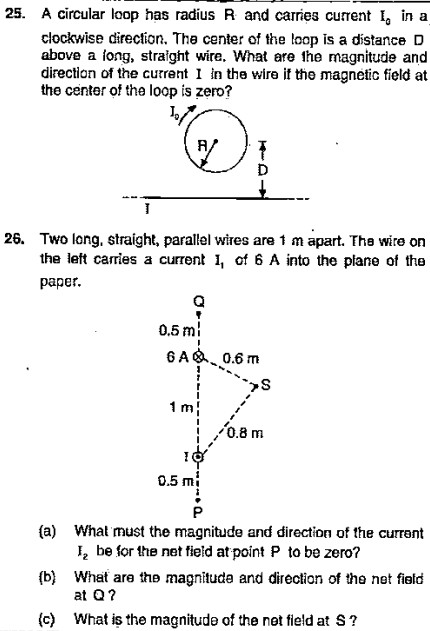 25. A circular loop has radius R and carries current I₀ in a
clockwise direction. The center of the loop is a distance D
above a long, straight wire. What are the magnitude and
direction of the current I in the wire if the magnetic field at
the center of the loop is zero?
I₀
R
D
I
26. Two long, straight, parallel wires are 1 m apart. The wire on
the left carries a current I₁ of 6 A into the plane of the
paper.
Q
0.5 m
6 A ⊗ 0.6 m
S
1 m
0.8 m
I ⊙
0.5 m
P
(a) What must the magnitude and direction of the current
I₂ be for the net field at point P to be zero?
(b) What are the magnitude and direction of the net field
at Q?
(c) What is the magnitude of the net field at S?